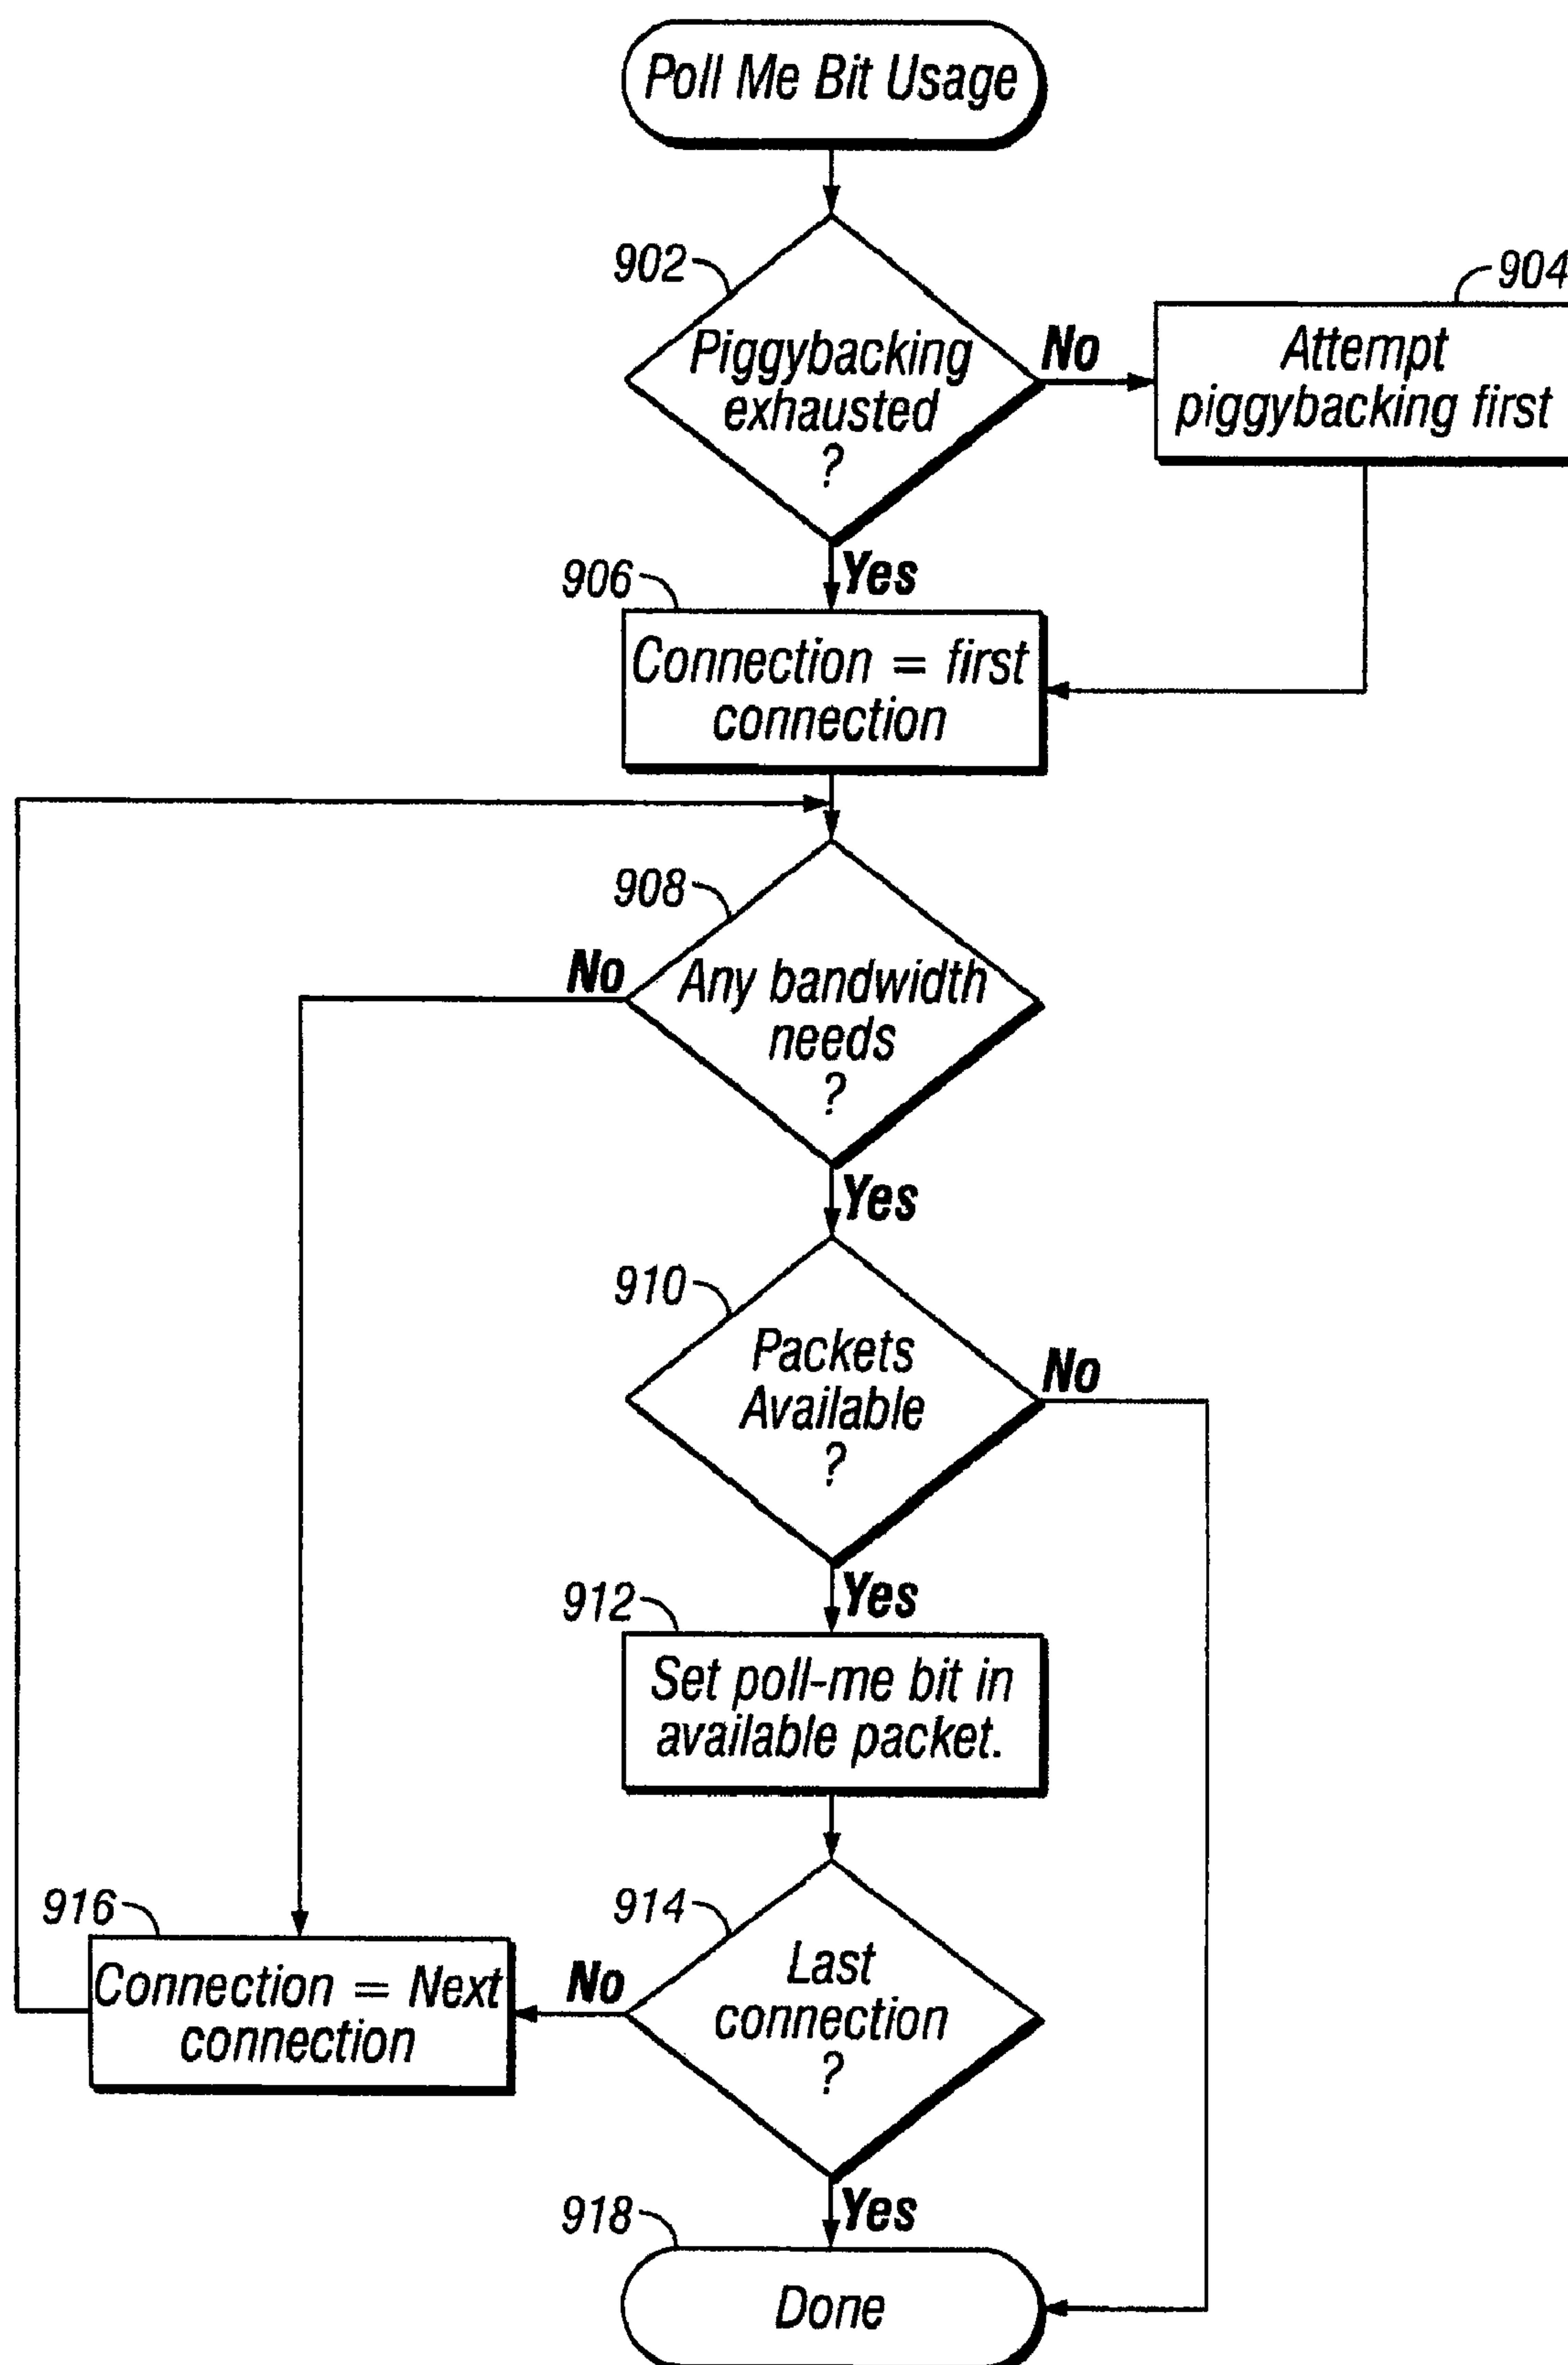 Poll Me Bit Usage
902
Piggybacking
exhausted
?
No
904
Attempt
piggybacking first
Yes
906
Connection = first
connection
908
No
Any bandwidth
needs
?
Yes
910
Packets
Available
?
No
Yes
912
Set poll-me bit in
available packet.
916
Connection = Next
connection
No
914
Last
connection
?
Yes
918
Done